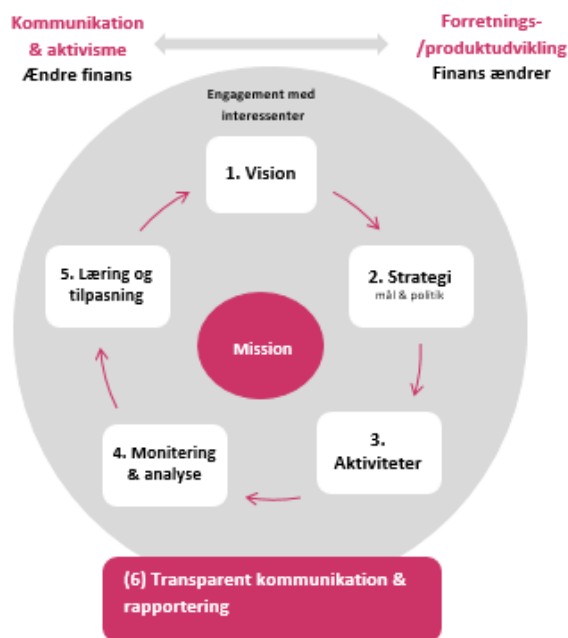 Kommunikation
& aktivisme
Ændre finans
Forretnings-
/produktudvikling
Finans ændrer
Engagement med
interessenter
1. Vision
2. Strategi
mål & politik
3.
Aktiviteter
4. Monitering
& analyse
5. Læring og
tilpasning
Mission
(6) Transparent kommunikation &
rapportering